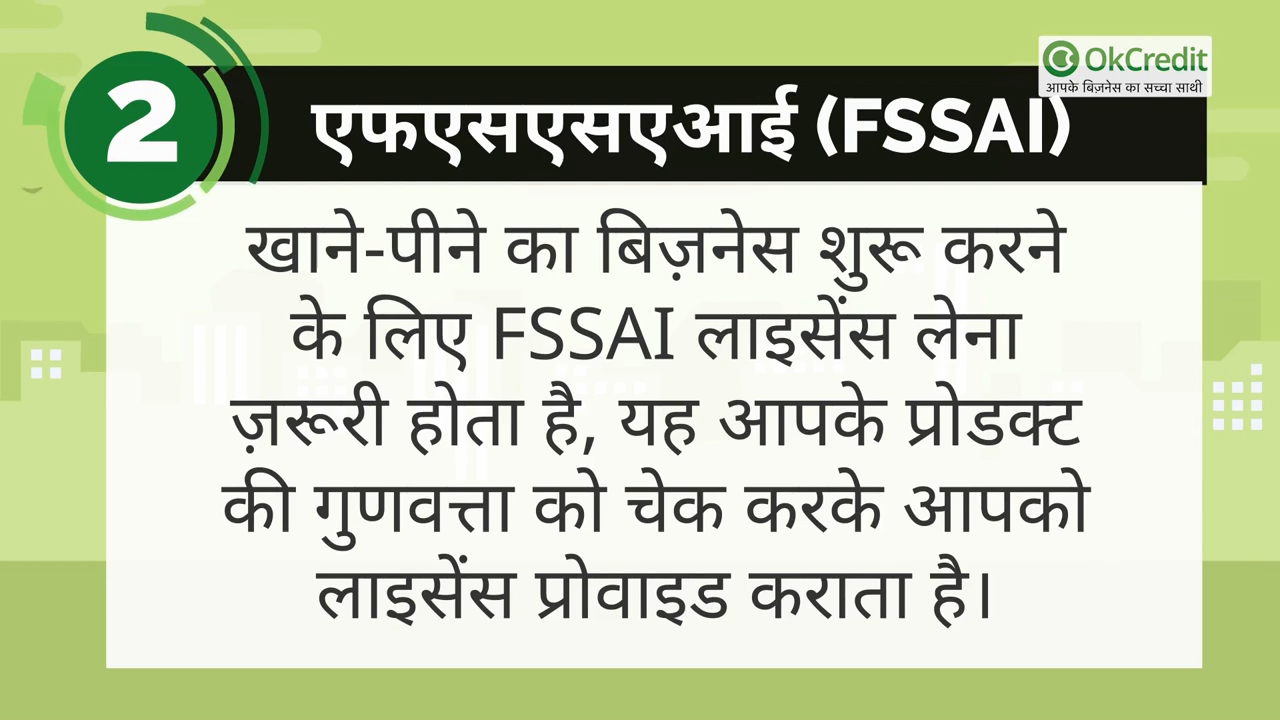 2
एफएसएसएआई (FSSAI)
OkCredit
आपके बिज़नेस का सच्चा साथी
खाने-पीने का बिज़नेस शुरू करने
के लिए FSSAI लाइसेंस लेना
ज़रूरी होता है, यह आपके प्रोडक्ट
की गुणवत्ता को चेक करके आपको
लाइसेंस प्रोवाइड कराता है।